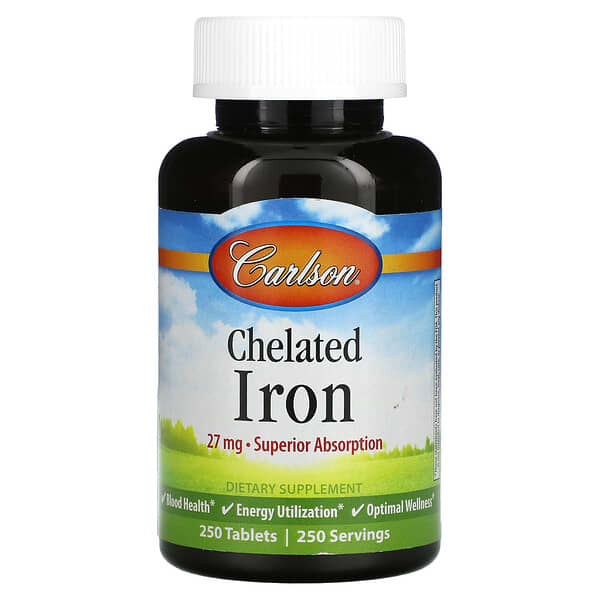 Carlson®
Chelated
Iron
27 mg • Superior Absorption
DIETARY SUPPLEMENT
✓ Blood Health* ✓ Energy Utilization* ✓ Optimal Wellness*
250 Tablets | 250 Servings